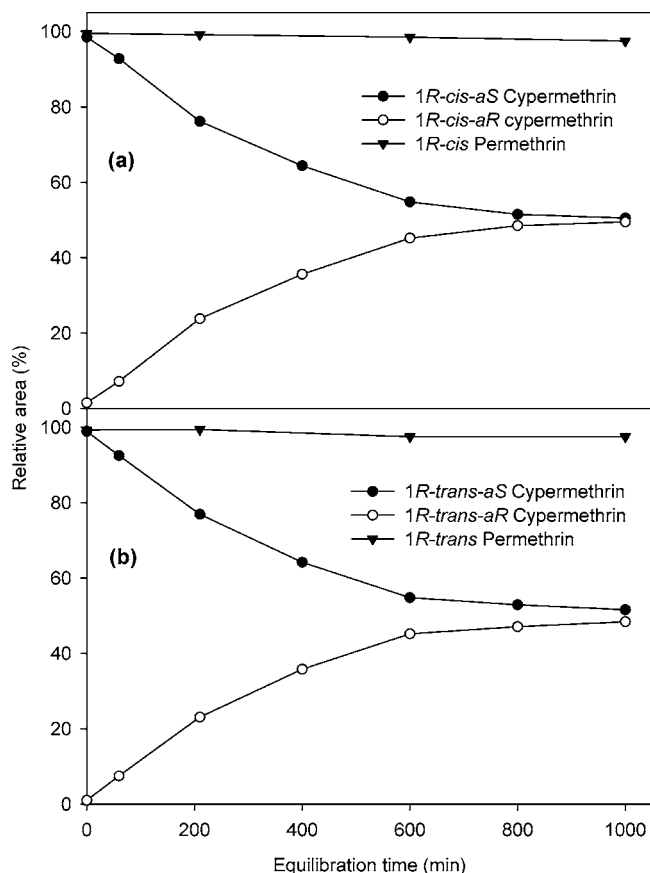 100
80
60
40
20
0
(a)
1R-cis-aS Cypermethrin
1R-cis-aR cypermethrin
1R-cis Permethrin
Relative area (%)
100
80
60
40
20
0
(b)
1R-trans-aS Cypermethrin
1R-trans-aR Cypermethrin
1R-trans Permethrin
0 200 400 600 800 1000
Equilibration time (min)